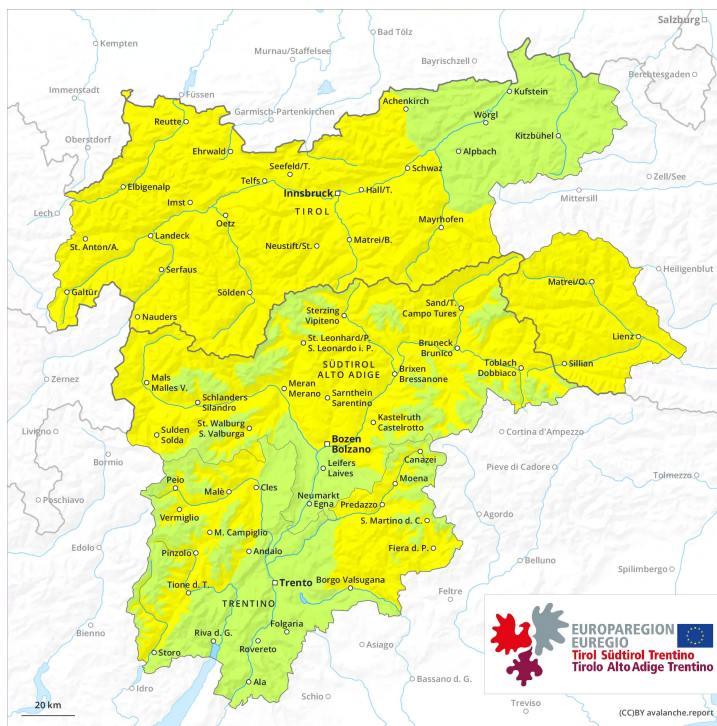 Salzburg
Kempten
Bad Tölz
Murnau/Staffelsee
Bayrischzell
Berchtesgaden
Immenstadt
Füssen
Kufstein
Garmisch-Partenkirchen
Achenkirch
Reutte
Wörgl
Oberstdorf
Kitzbühel
Ehrwald
Alpbach
Seefeld/T.
Schwaz
Zell/See
Telfs
Elbigenalp
Innsbruck
Hall/T.
Mittersill
Imst
TIROL
Lech
Oetz
Mayrhofen
St. Anton/A.
Landeck
Neustift/St.
Matrei/B.
Serfaus
Heiligenblut
Galtür
Sölden
Matrei/O.
Nauders
Sterzing
Vipiteno
Sand/T.
Campo Tures
Lienz
St. Leonhard/P.
S. Leonardo i. P.
Bruneck
Brunico
Sillian
SÜDTIROL
ALTO ADIGE
Toblach
Dobbiaco
Zernez
Mals
Malles V.
Meran
Merano
Brixen
Bressanone
Schlanders
Silandro
Sarnthein
Sarentino
St. Walburg
S. Valburga
Kastelruth
Castelrotto
Livigno
Sulden
Solda
Bozen
Bolzano
Cortina d'Ampezzo
Bormio
Canazei
Pieve di Cadore
Leifers
Laives
Tolmezzo
Peio
Malè
Cles
Moena
Poschiavo
Neumarkt
Egna
Predazzo
Vermiglio
Agordo
S. Martino d. C.
M. Campiglio
Edolo
Pinzolo
Andalo
Fiera d. P.
Belluno
Spilimbergo
Trento
Tione d. T.
Borgo Valsugana
Feltre
TRENTINO
Folgaria
Bienno
Riva d. G.
Rovereto
Storo
Asiago
Ala
Bassano d. G.
Idro
Schio
Treviso
EUROPAREGION
EUREGIO
Tirol Südtirol Trentino
Tirolo Alto Adige Trentino
20 km
(CC)BY avalanche.report